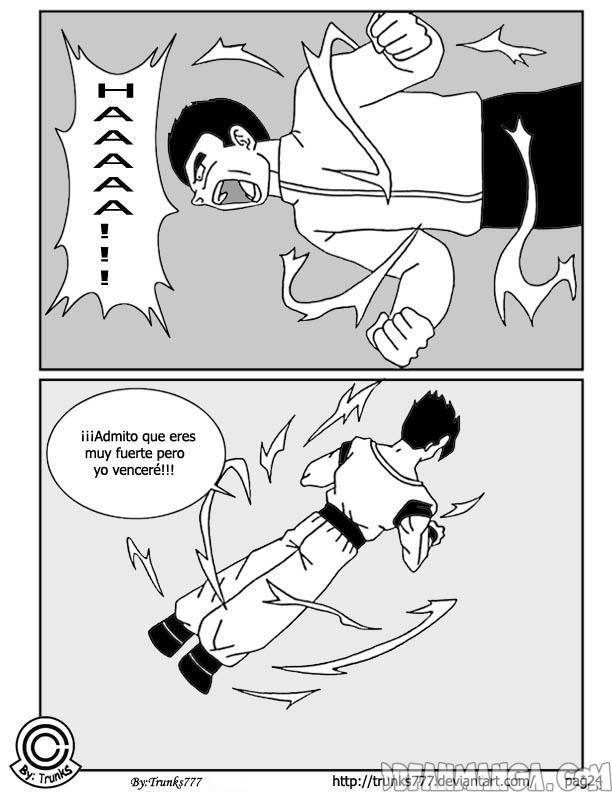 HAAAAA!!!
¡¡¡Admito que eres
muy fuerte pero
yo venceré!!!
By: Trunks
By:Trunks777
http://trunks777.deviantart.com/
pag24